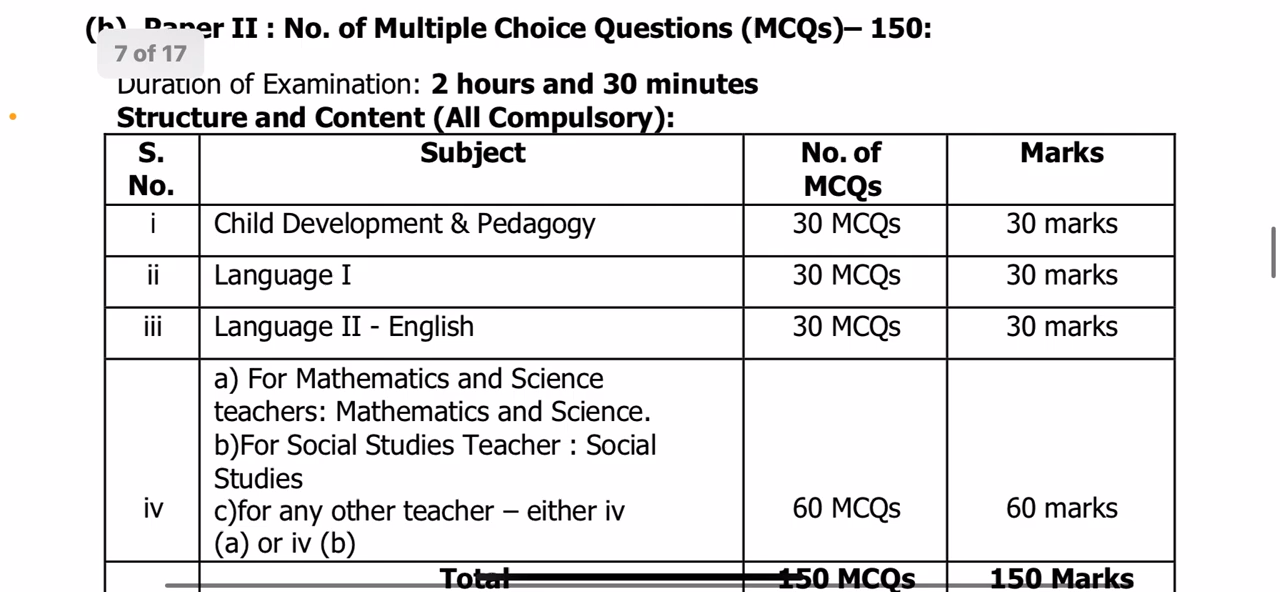 (b) Paper II : No. of Multiple Choice Questions (MCQs)– 150:
7 of 17
Duration of Examination: 2 hours and 30 minutes
Structure and Content (All Compulsory):
S. No. Subject No. of MCQs Marks
i Child Development & Pedagogy 30 MCQs 30 marks
ii Language I 30 MCQs 30 marks
iii Language II - English 30 MCQs 30 marks
a) For Mathematics and Science
teachers: Mathematics and Science.
b)For Social Studies Teacher : Social
Studies
iv c)for any other teacher – either iv 60 MCQs 60 marks
(a) or iv (b)
Total 150 MCQs 150 Marks